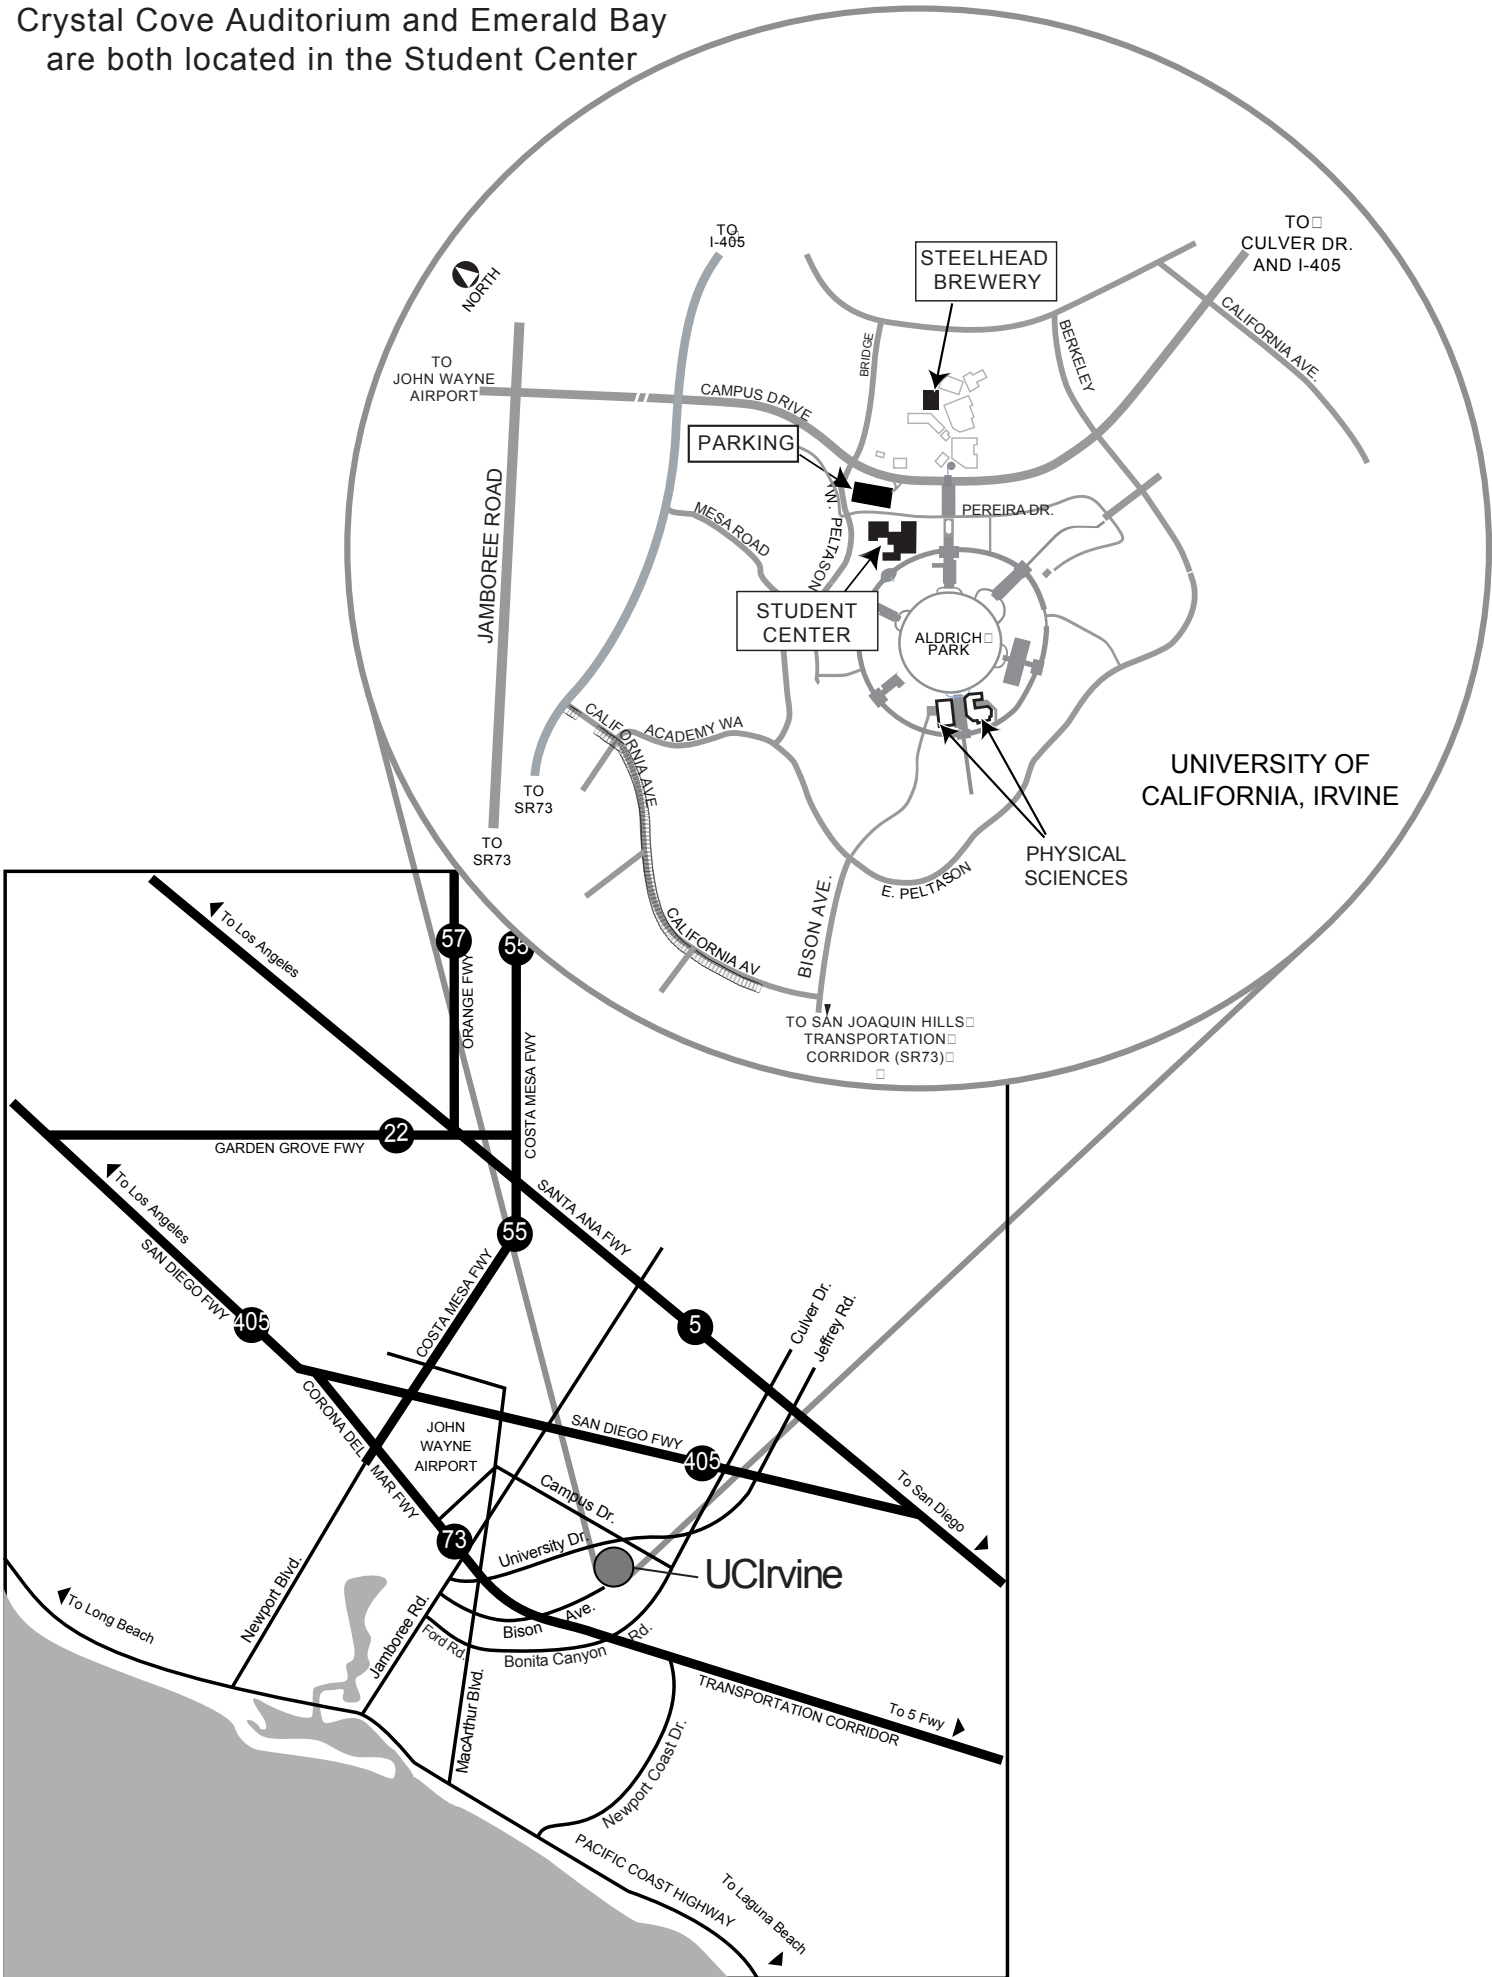 Crystal Cove Auditorium and Emerald Bay
are both located in the Student Center
TO
I-405
TO
CULVER DR.
AND I-405
STEELHEAD
BREWERY
NORTH
CALIFORNIA AVE.
BRIDGE
BERKELEY
TO
JOHN WAYNE
AIRPORT
CAMPUS DRIVE
PARKING
JAMBOREE ROAD
MESA ROAD
W. PELTASON
PEREIRA DR.
STUDENT
CENTER
ALDRICH
PARK
CALIFORNIA AVE
ACADEMY WA
UNIVERSITY OF
CALIFORNIA, IRVINE
TO
SR73
TO
SR73
PHYSICAL
SCIENCES
E. PELTASON
BISON AVE.
CALIFORNIA AV
TO SAN JOAQUIN HILLS
TRANSPORTATION
CORRIDOR (SR73)
To Los Angeles
57
55
ORANGE FWY
COSTA MESA FWY
22
GARDEN GROVE FWY
To Los Angeles
SAN DIEGO FWY
405
55
SANTA ANA FWY
COSTA MESA FWY
5
Culver Dr.
Jeffrey Rd.
CORONA DEL MAR FWY
JOHN
WAYNE
AIRPORT
SAN DIEGO FWY
405
To San Diego
Campus Dr.
73
University Dr.
UCIrvine
Newport Blvd.
To Long Beach
Jamboree Rd.
Ford Rd.
Bison Ave.
Bonita Canyon Rd.
MacArthur Blvd.
TRANSPORTATION CORRIDOR
To 5 Fwy
Newport Coast Dr.
PACIFIC COAST HIGHWAY
To Laguna Beach